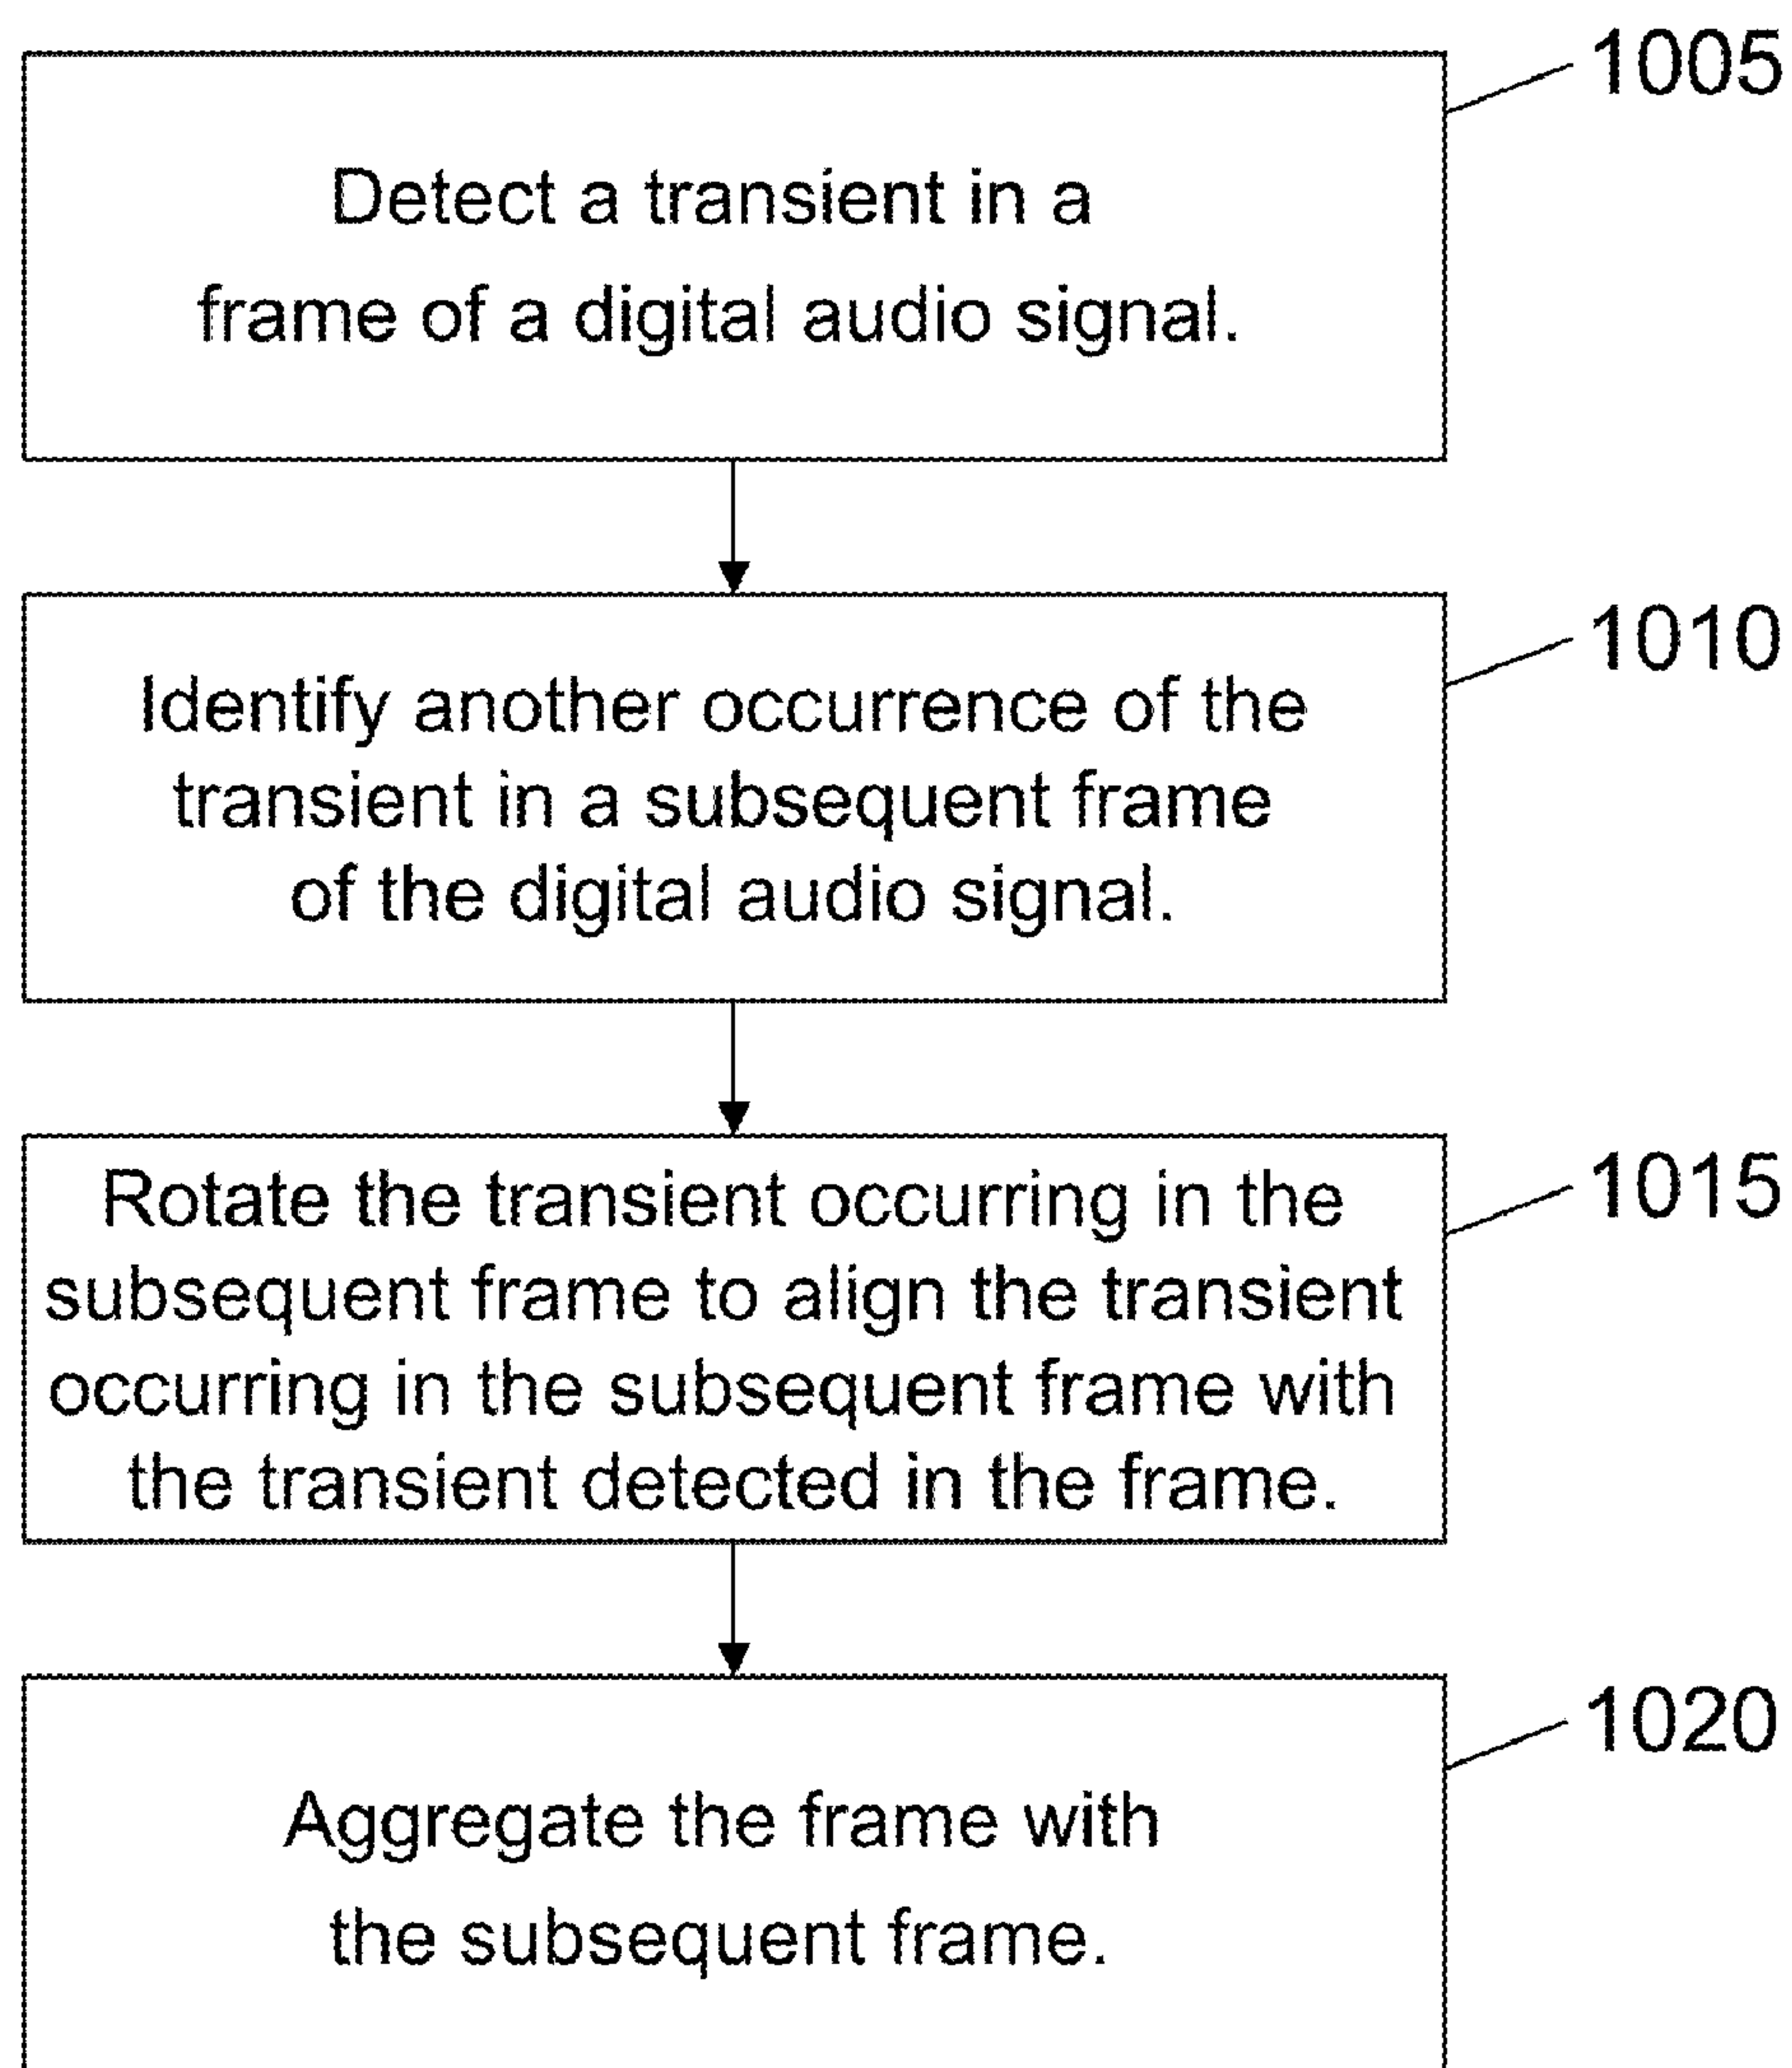 1005
Detect a transient in a
frame of a digital audio signal.
1010
Identify another occurrence of the
transient in a subsequent frame
of the digital audio signal.
1015
Rotate the transient occurring in the
subsequent frame to align the transient
occurring in the subsequent frame with
the transient detected in the frame.
1020
Aggregate the frame with
the subsequent frame.